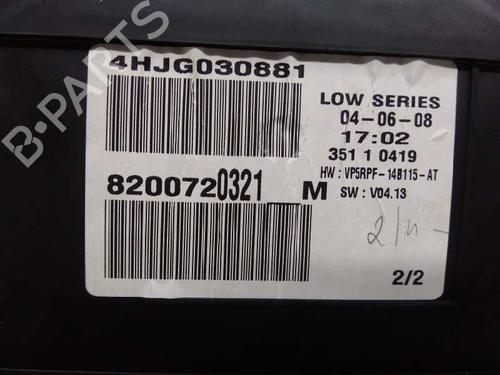 4HJG030881
LOW SERIES
04-06-08
17:02
351 1 0419
HW : VP5RPF-14B115-AT
SW : V04.13
8200720321__M
2/2
B-PARTS